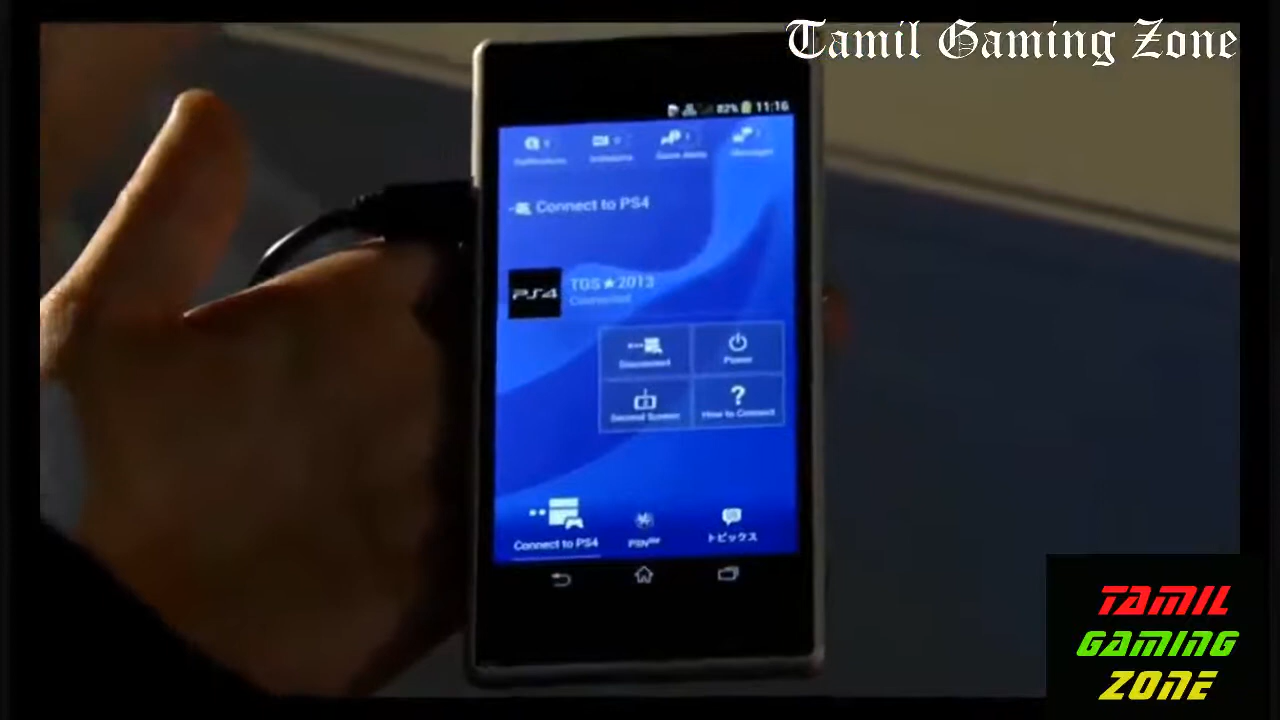 Tamil Gaming Zone
82% 11:16
Connect to PS4
PS4
TGS★2013
Connected
Disconnect
Power
Second Screen
How to Connect
Connect to PS4
PSN
トピックス
TAMIL
GAMING
ZONE